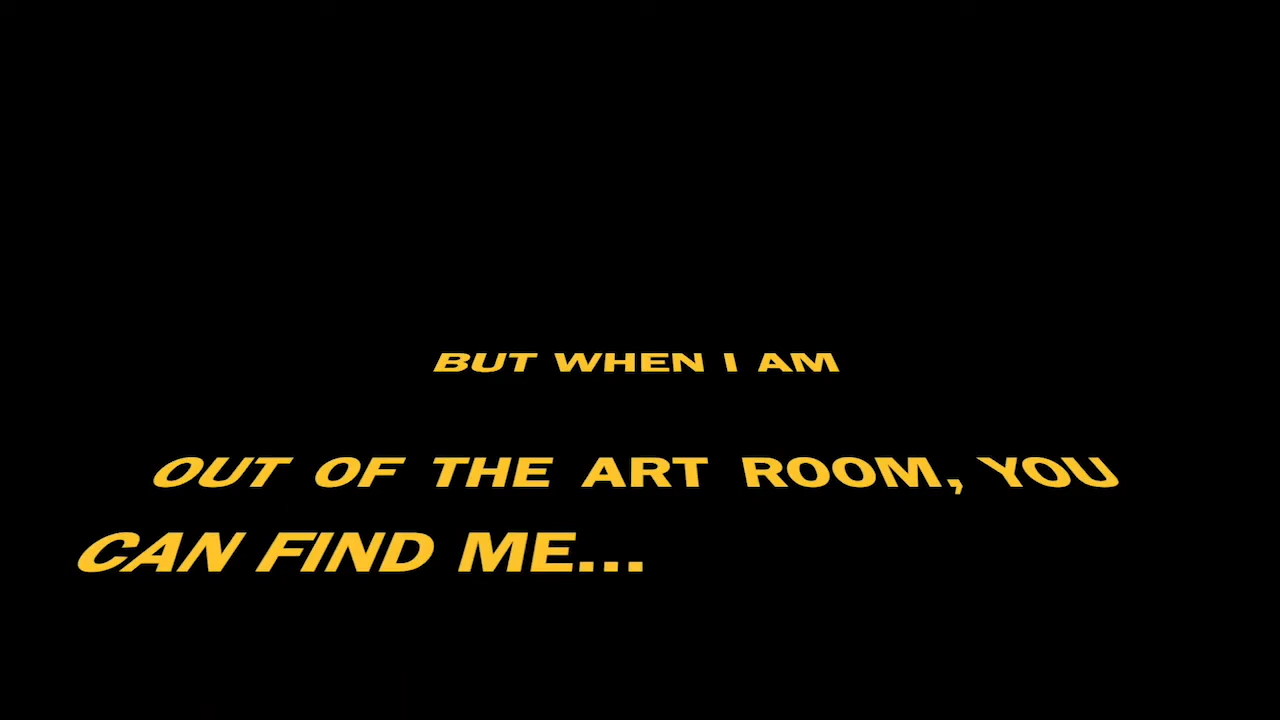 BUT WHEN I AM
OUT OF THE ART ROOM, YOU
CAN FIND ME...